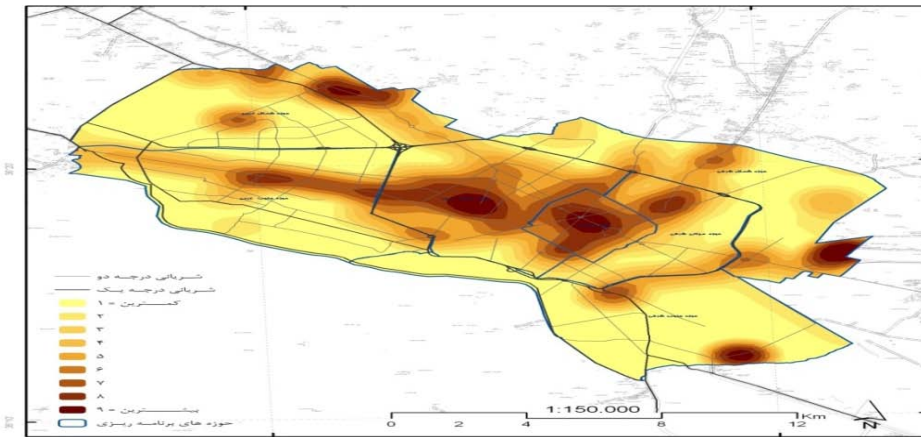 شریانی درجه دو
شریانی درجه یک
کمترین = ۱
۲
۳
۴
۵
۶
۷
۸
بیشترین = ۹
حوزه های برنامه ریزی
1:150.000
0 2 4 8 12
Km
N